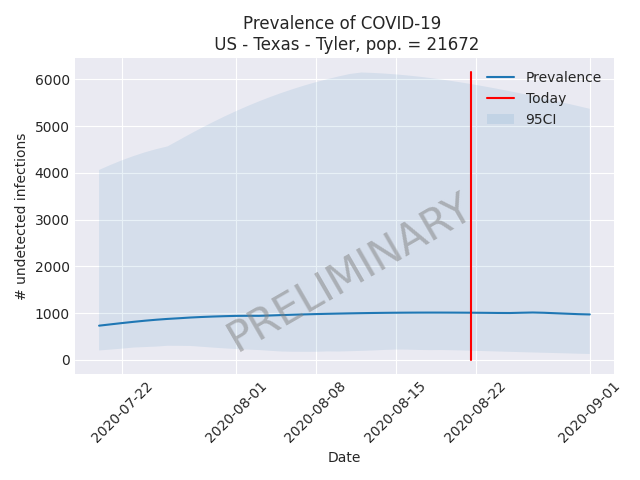 Prevalence of COVID-19
US - Texas - Tyler, pop. = 21672
# undetected infections
6000
5000
4000
3000
2000
1000
0
Prevalence
Today
95CI
PRELIMINARY
2020-07-22
2020-08-01
2020-08-08
2020-08-15
2020-08-22
2020-09-01
Date